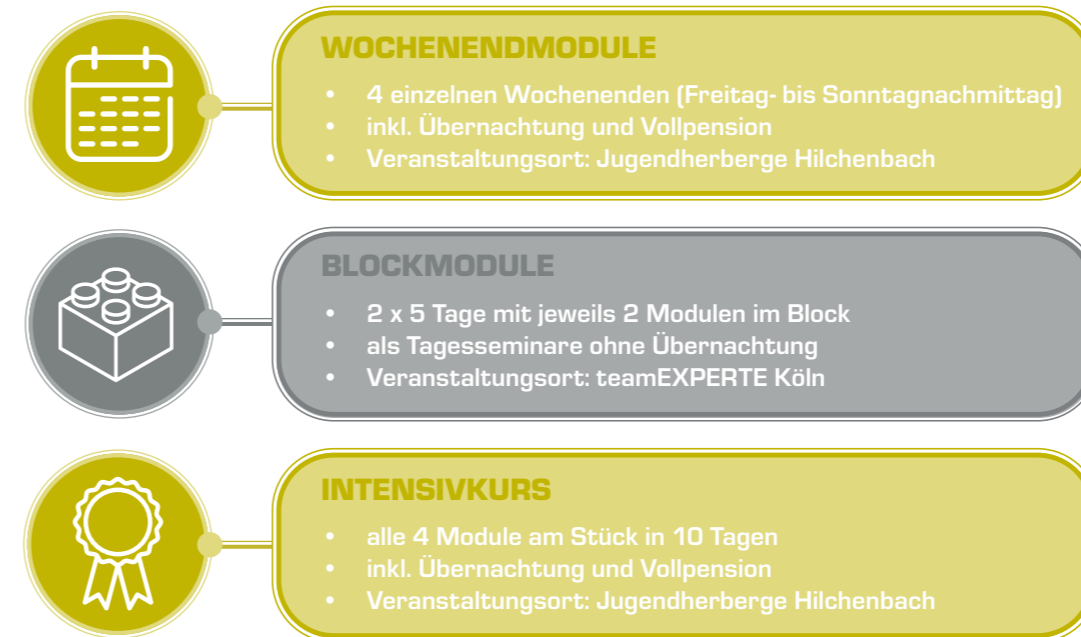 WOCHENENDMODULE
• 4 einzelnen Wochenenden (Freitag- bis Sonntagnachmittag)
• inkl. Übernachtung und Vollpension
• Veranstaltungsort: Jugendherberge Hilchenbach
BLOCKMODULE
• 2 x 5 Tage mit jeweils 2 Modulen im Block
• als Tagesseminare ohne Übernachtung
• Veranstaltungsort: teamEXPERTE Köln
INTENSIVKURS
• alle 4 Module am Stück in 10 Tagen
• inkl. Übernachtung und Vollpension
• Veranstaltungsort: Jugendherberge Hilchenbach